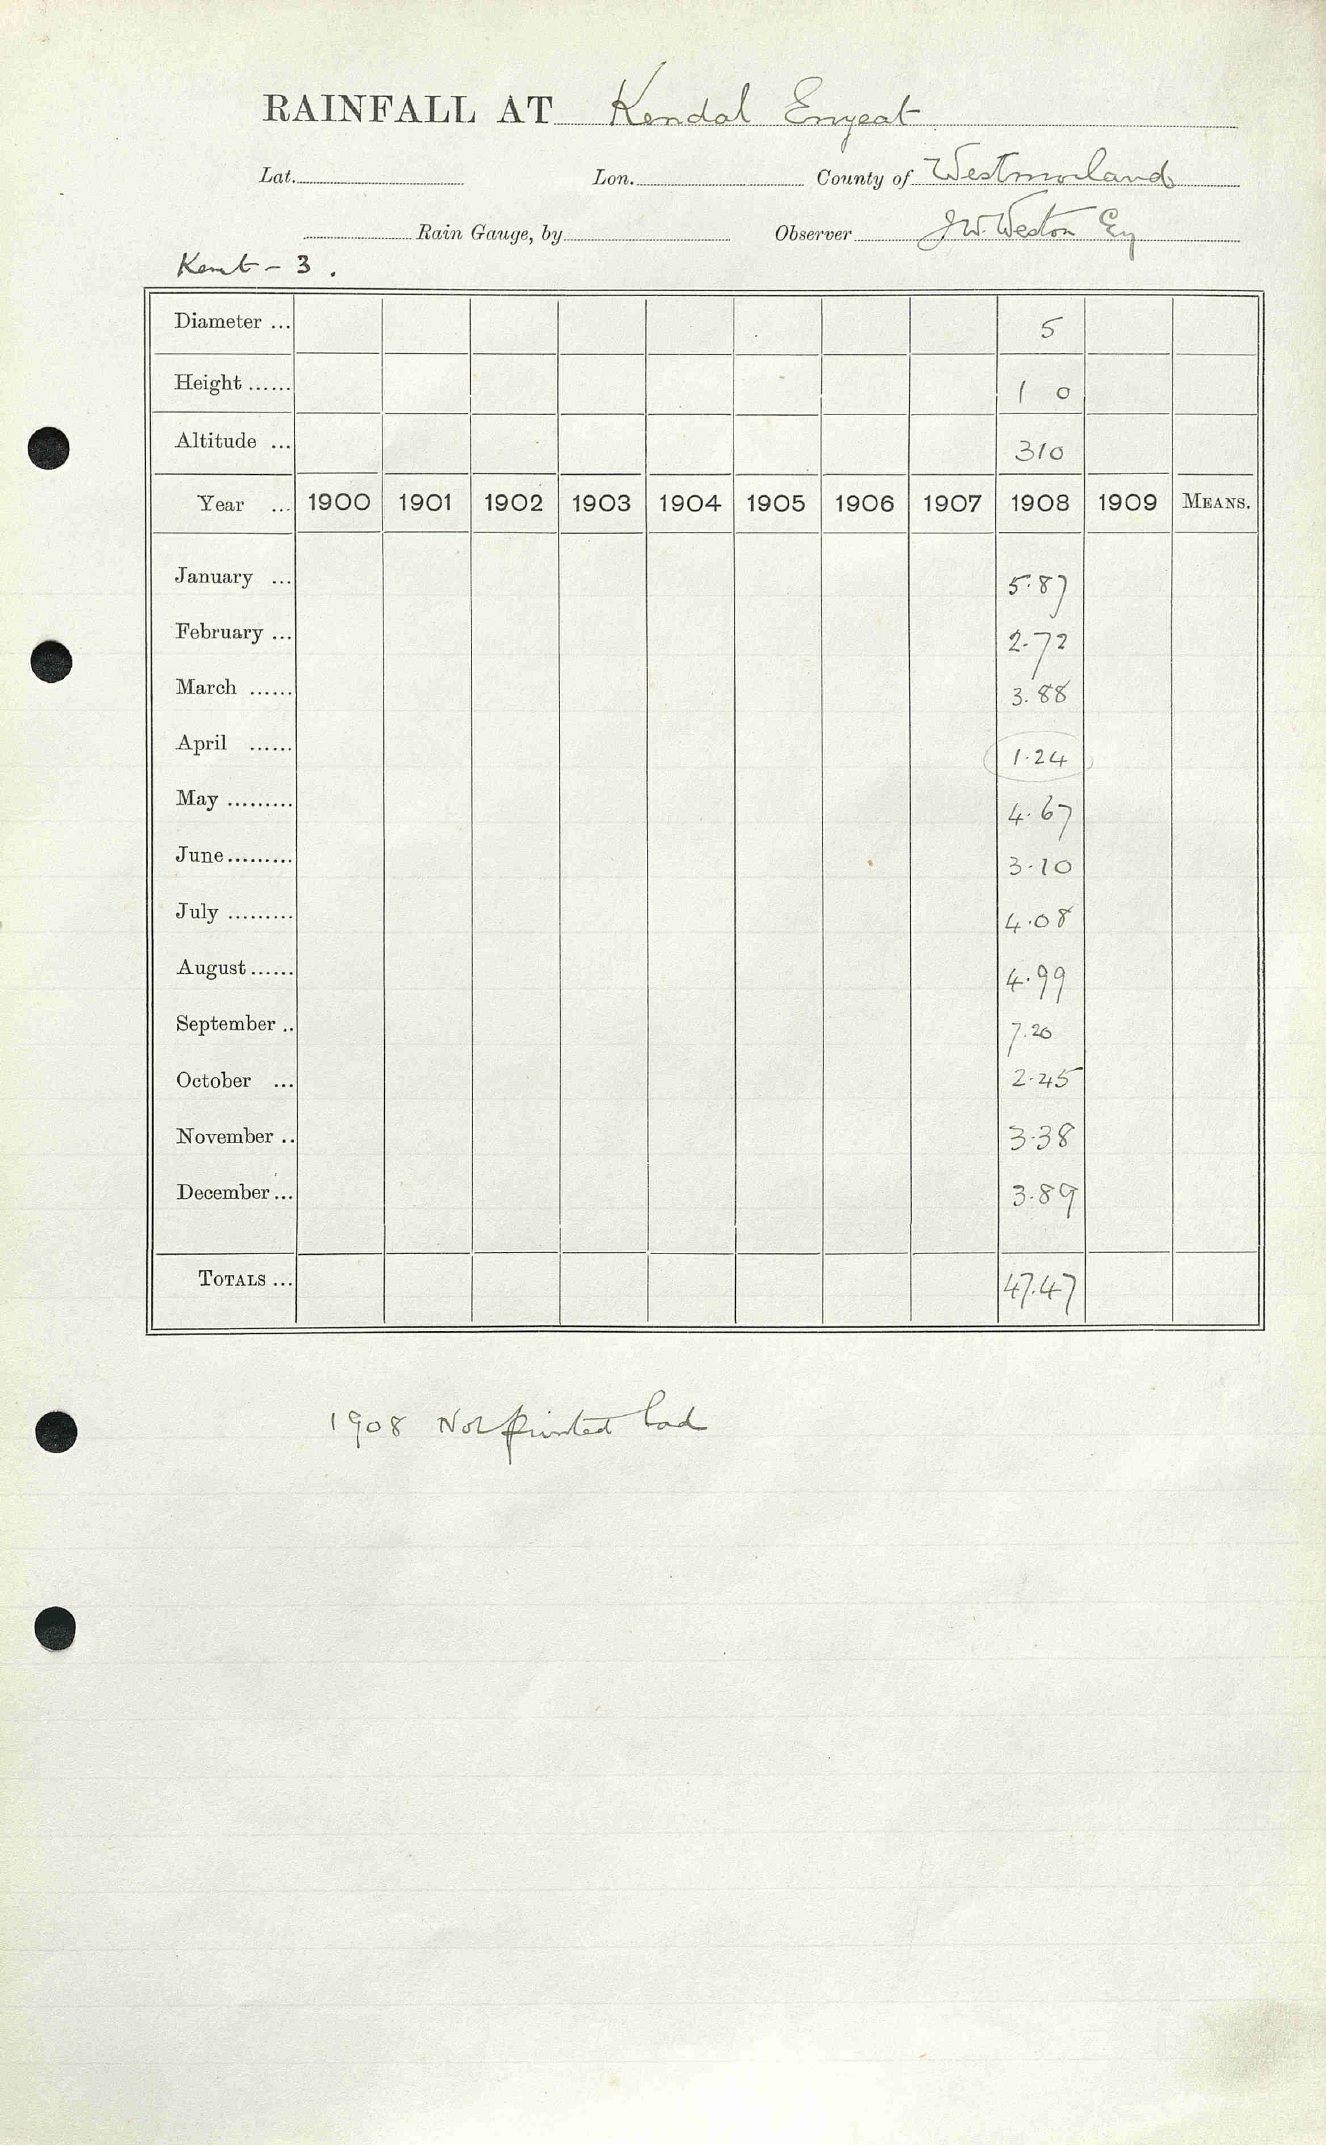 RAINFALL AT Kendal Enyeat
Lat. Lon. County of Westmorland
Rain Gauge, by Observer J.W. Weston Esq
Kent - 3.
Diameter ... 5
Height ...... 1 0
Altitude ... 310
Year ... 1900 1901 1902 1903 1904 1905 1906 1907 1908 1909 MEANS.
January ... 5.87
February ... 2.72
March ...... 3.88
April ...... 1.24
May ......... 4.67
June ......... 3.10
July ......... 4.08
August ...... 4.99
September .. 7.20
October ... 2.45
November .. 3.38
December ... 3.89
TOTALS ... 47.47
1908 Not printed bad